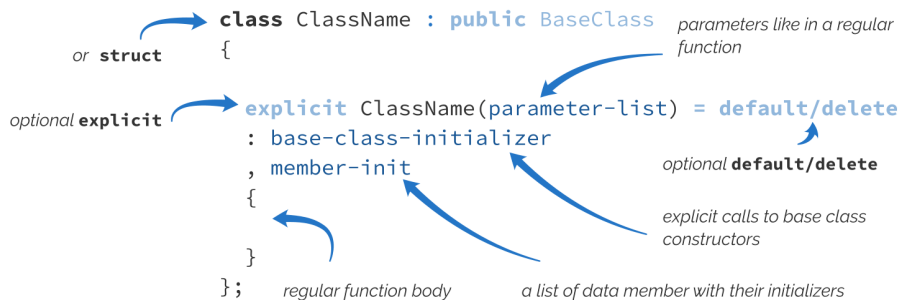 class ClassName : public BaseClass
parameters like in a regular
function
or struct
{
optional explicit
explicit ClassName(parameter-list) = default/delete
: base-class-initializer
optional default/delete
, member-init
{
explicit calls to base class
constructors
}
};
regular function body
a list of data member with their initializers